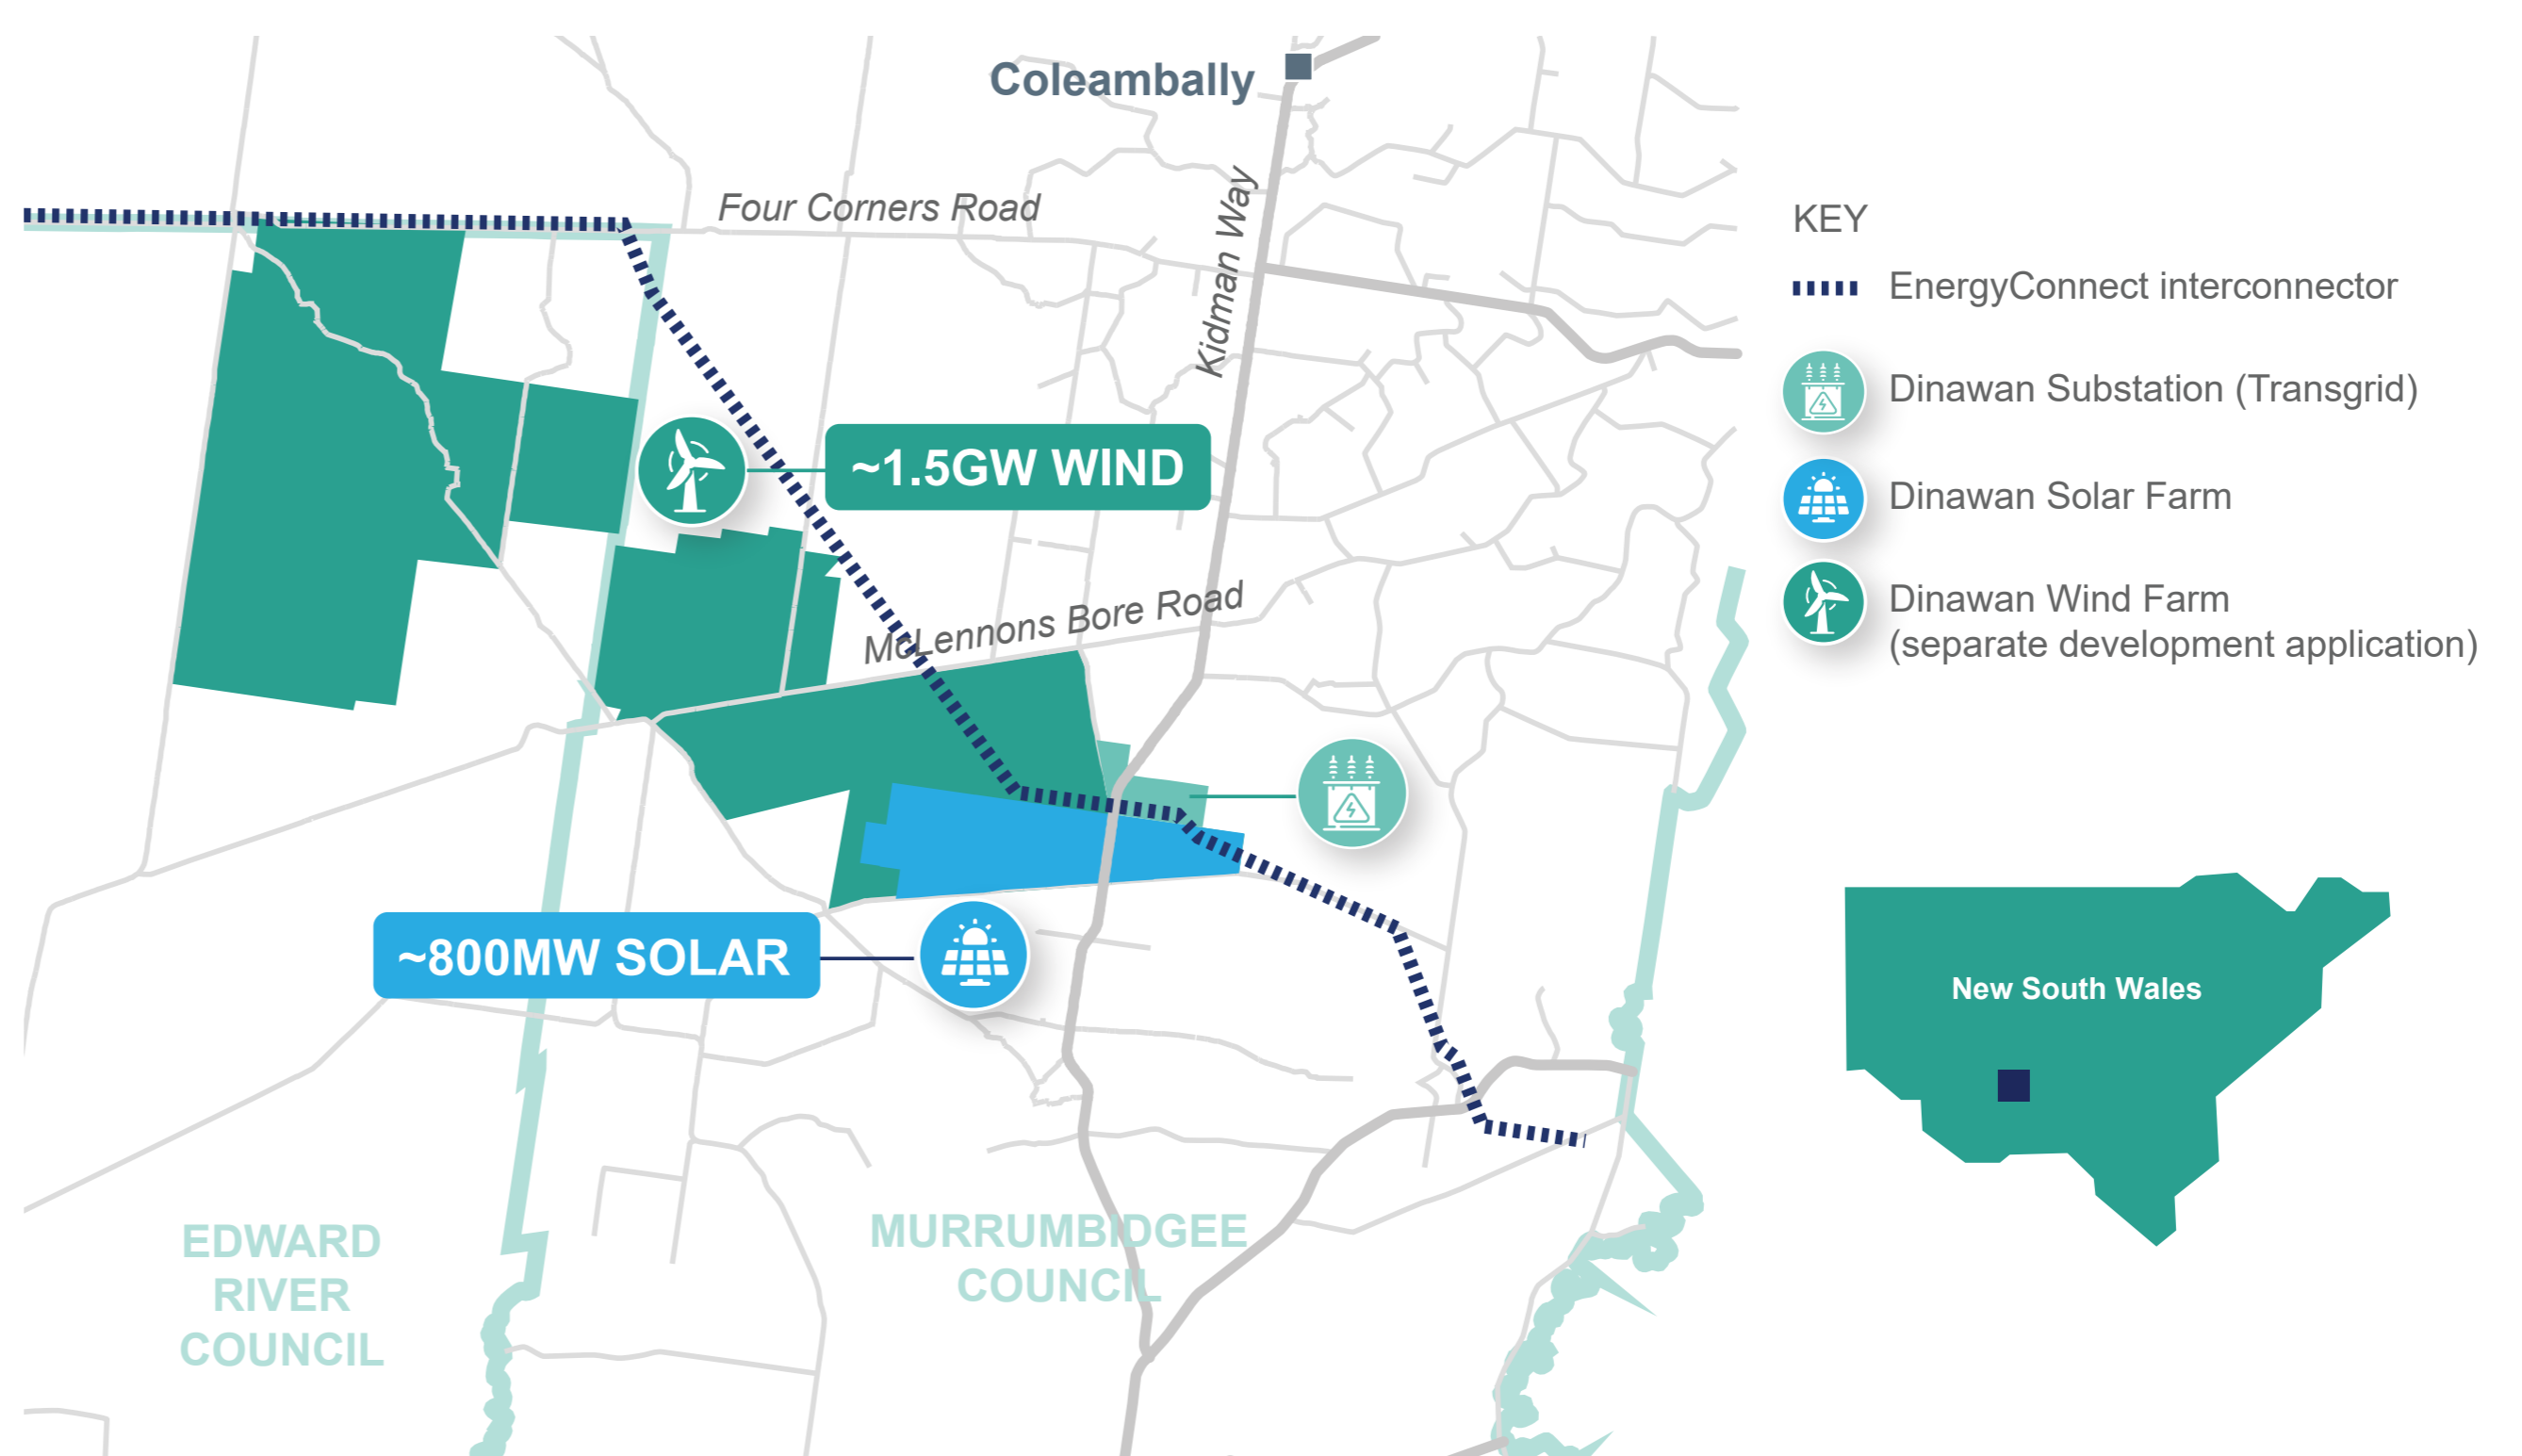 Coleambally
Four Corners Road
Kidman Way
~1.5GW WIND
McLennons Bore Road
~800MW SOLAR
EDWARD
RIVER
COUNCIL
MURRUMBIDGEE
COUNCIL
KEY
EnergyConnect interconnector
Dinawan Substation (Transgrid)
Dinawan Solar Farm
Dinawan Wind Farm
(separate development application)
New South Wales